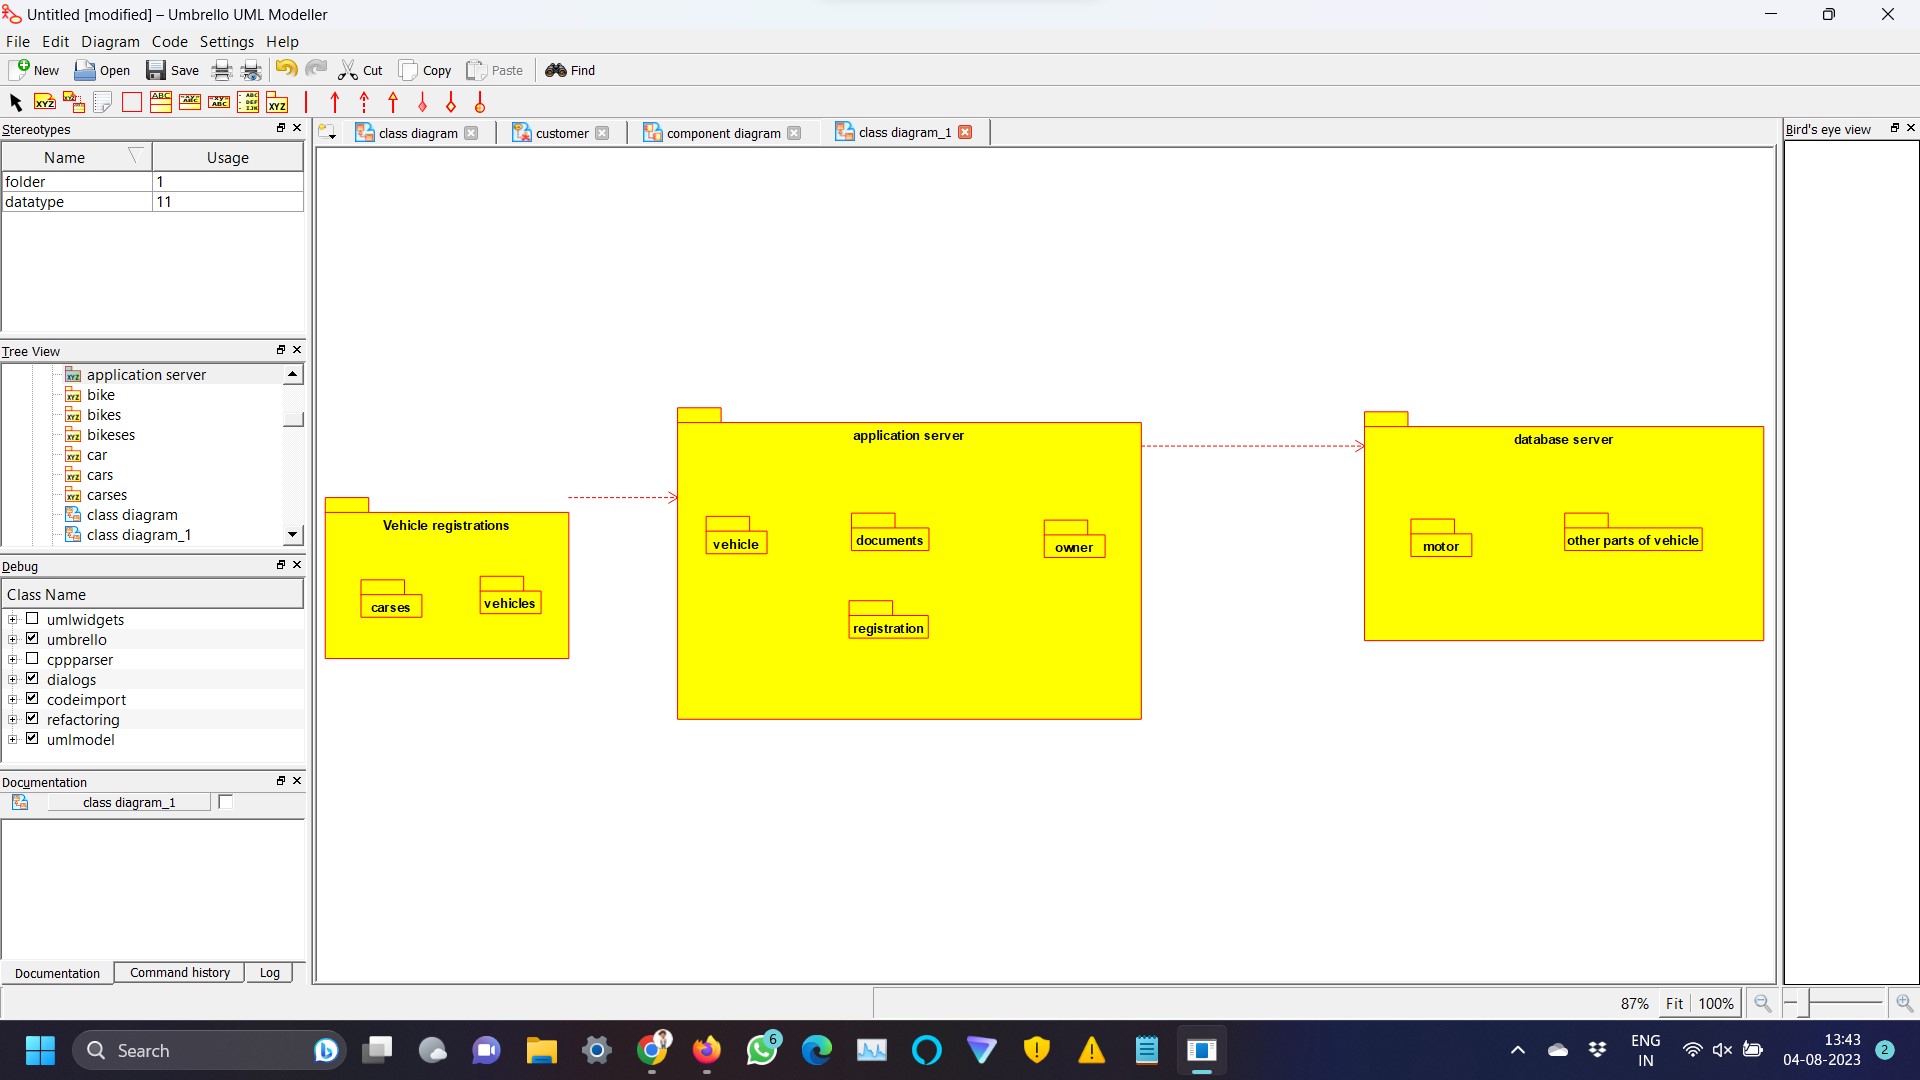 Untitled [modified] – Umbrello UML Modeller
File Edit Diagram Code Settings Help
New Open Save Cut Copy Paste Find
Stereotypes
Name Usage
folder 1
datatype 11
Tree View
application server
bike
bikes
bikeses
car
cars
carses
class diagram
class diagram_1
Debug
Class Name
umlwidgets
umbrello
cppparser
dialogs
codeimport
refactoring
umlmodel
Documentation
class diagram_1
Documentation Command history Log
class diagram customer component diagram class diagram_1
Vehicle registrations
carses
vehicles
application server
vehicle
documents
owner
registration
database server
motor
other parts of vehicle
Bird's eye view
87% Fit 100%
Search
6
ENG
IN
13:43
04-08-2023
2